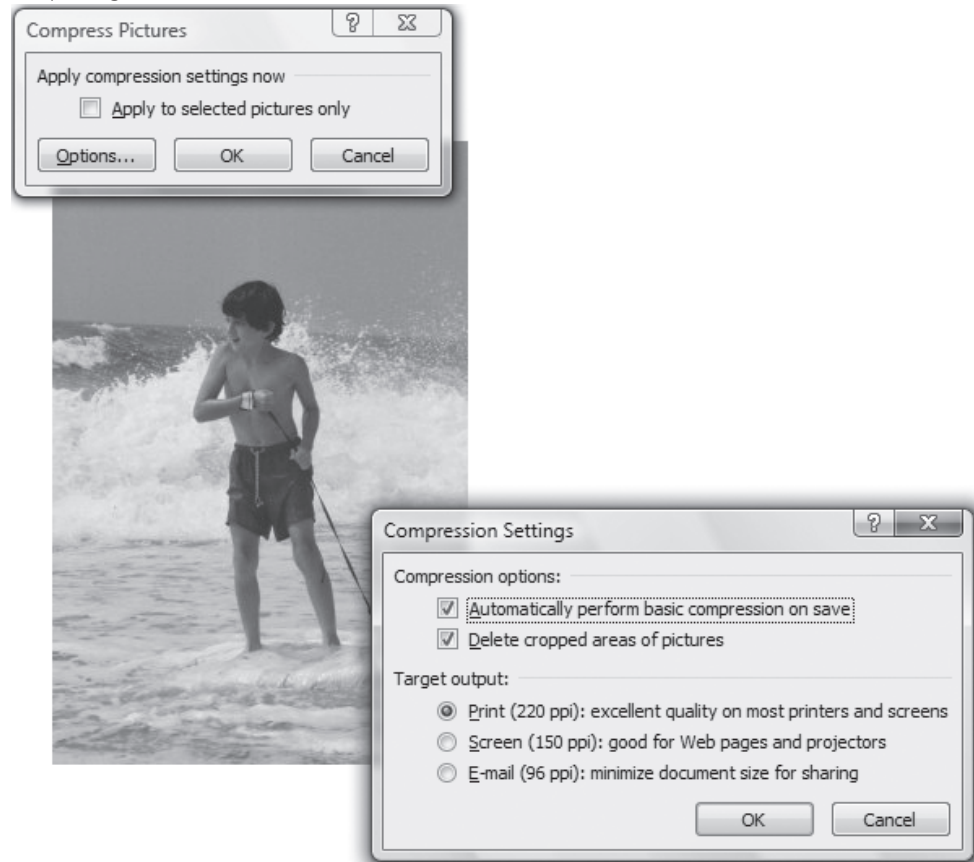 Compress Pictures
Apply compression settings now
Apply to selected pictures only
Options...
OK
Cancel
Compression Settings
Compression options:
Automatically perform basic compression on save
Delete cropped areas of pictures
Target output:
Print (220 ppi): excellent quality on most printers and screens
Screen (150 ppi): good for Web pages and projectors
E-mail (96 ppi): minimize document size for sharing
OK
Cancel